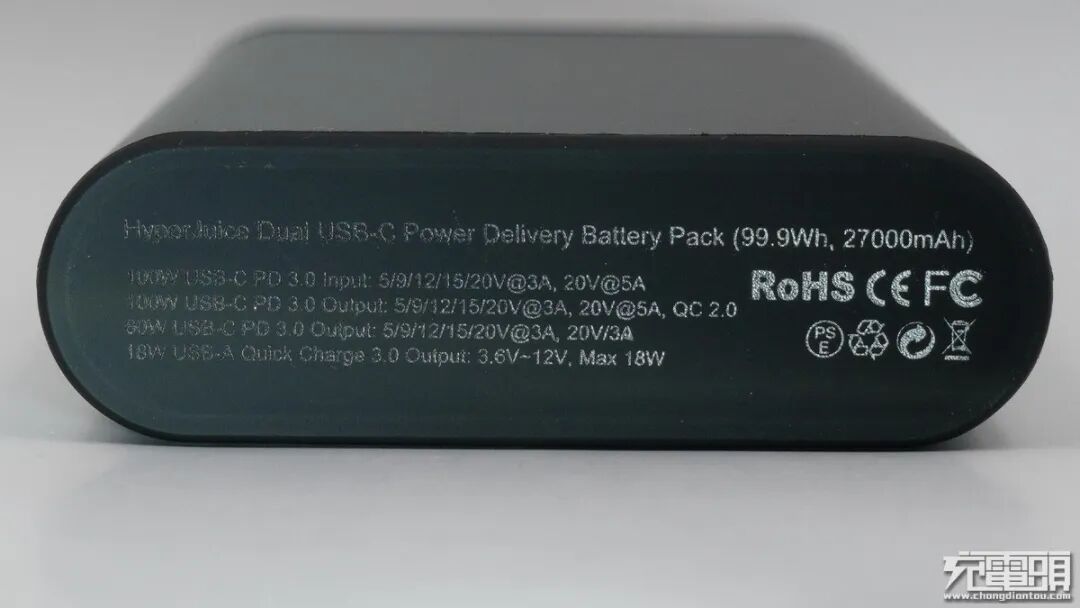 HyperJuice Dual USB-C Power Delivery Battery Pack (99.9Wh, 27000mAh)
100W USB-C PD 3.0 Input: 5/9/12/15/20V@3A, 20V@5A
100W USB-C PD 3.0 Output: 5/9/12/15/20V@3A, 20V@5A, QC 2.0
60W USB-C PD 3.0 Output: 5/9/12/15/20V@3A, 20V/3A
18W USB-A Quick Charge 3.0 Output: 3.6V~12V, Max 18W
RoHS CE FC
PS
E
充電頭
www.chongdiantou.com